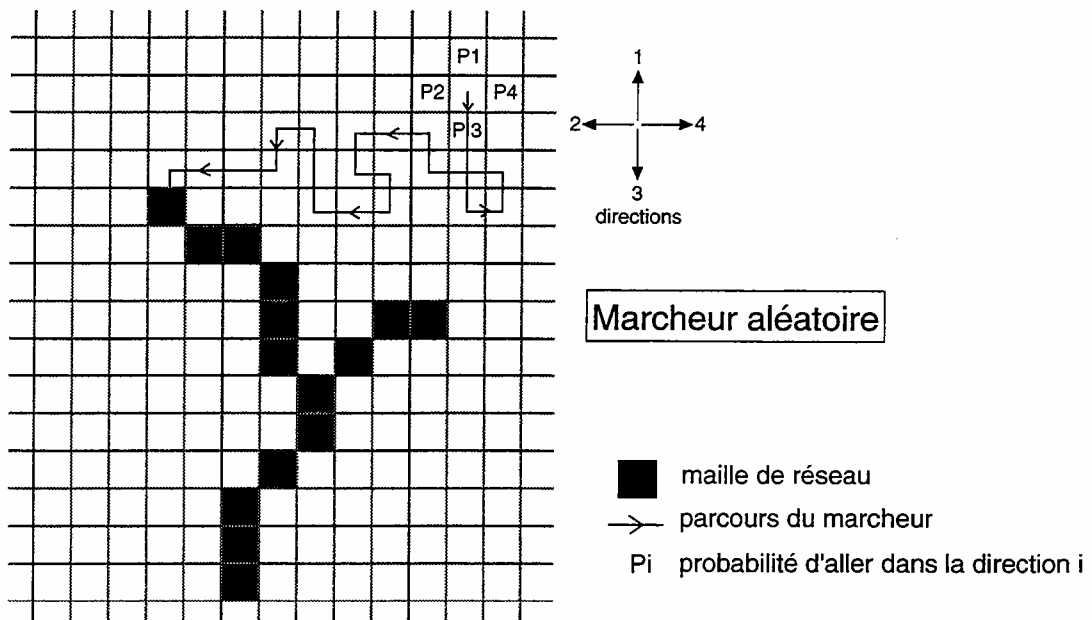 P1
P2 P4
P 3
1
2 4
3
directions
Marcheur aléatoire
maille de réseau
parcours du marcheur
Pi probabilité d'aller dans la direction i